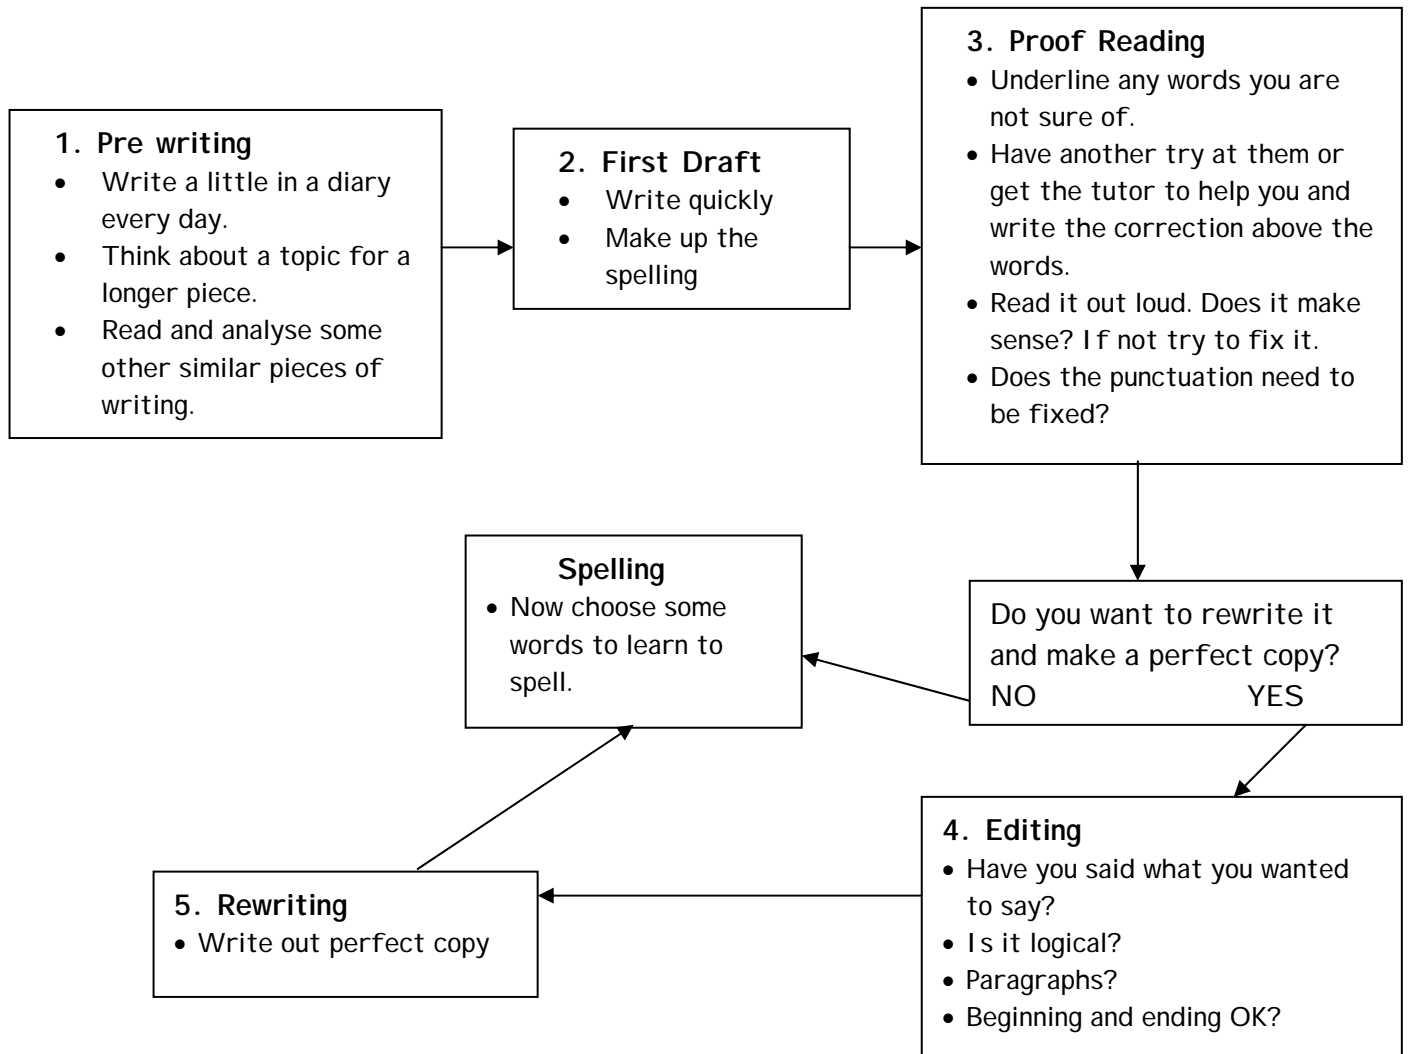 1. Pre writing
• Write a little in a diary
every day.
• Think about a topic for a
longer piece.
• Read and analyse some
other similar pieces of
writing.
2. First Draft
• Write quickly
• Make up the
spelling
3. Proof Reading
• Underline any words you are
not sure of.
• Have another try at them or
get the tutor to help you and
write the correction above the
words.
• Read it out loud. Does it make
sense? If not try to fix it.
• Does the punctuation need to
be fixed?
Do you want to rewrite it
and make a perfect copy?
NO YES
Spelling
• Now choose some
words to learn to
spell.
4. Editing
• Have you said what you wanted
to say?
• Is it logical?
• Paragraphs?
• Beginning and ending OK?
5. Rewriting
• Write out perfect copy